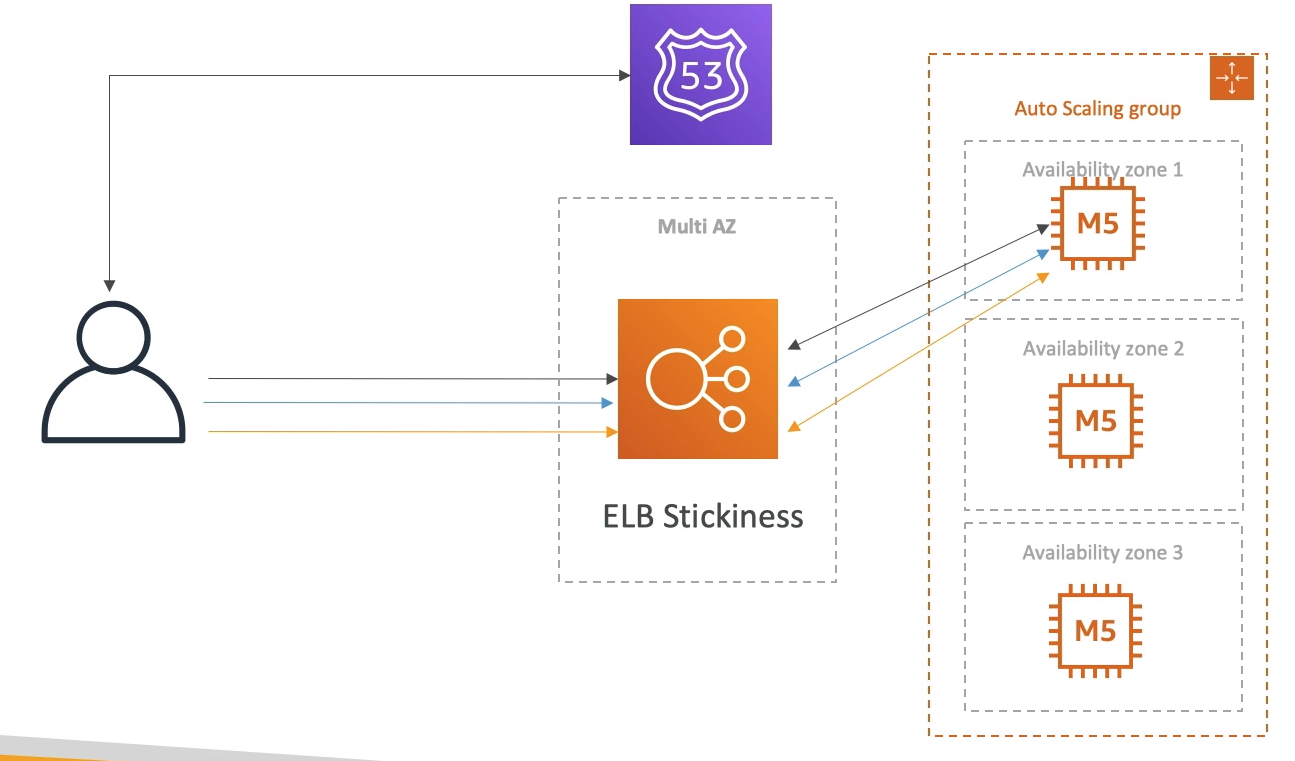 53
Auto Scaling group
Availability zone 1
M5
Multi AZ
Availability zone 2
M5
ELB Stickiness
Availability zone 3
M5